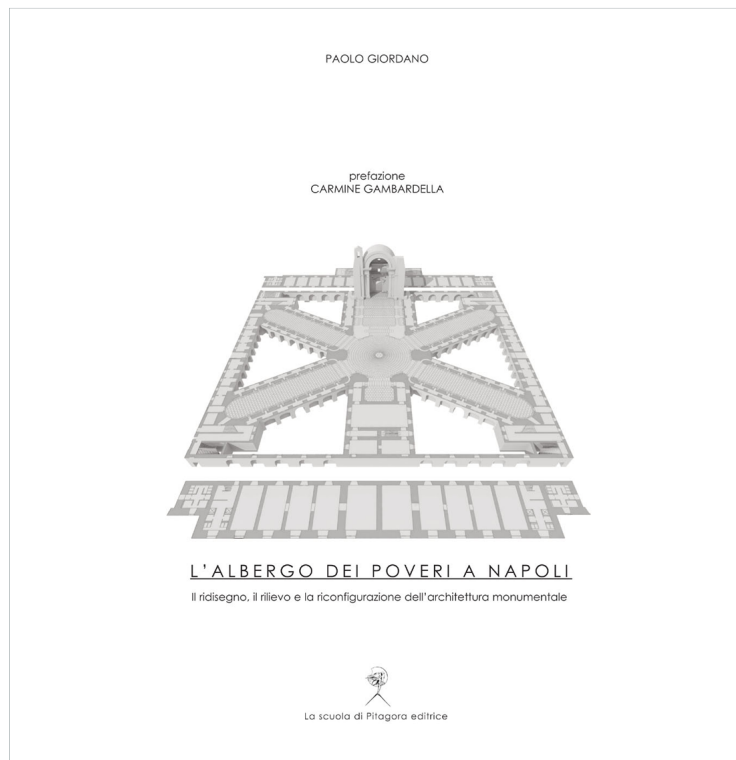 PAOLO GIORDANO
prefazione
CARMINE GAMBARDELLA
L'ALBERGO DEI POVERI A NAPOLI
Il ridisegno, il rilievo e la riconfigurazione dell'architettura monumentale
La scuola di Pitagora editrice